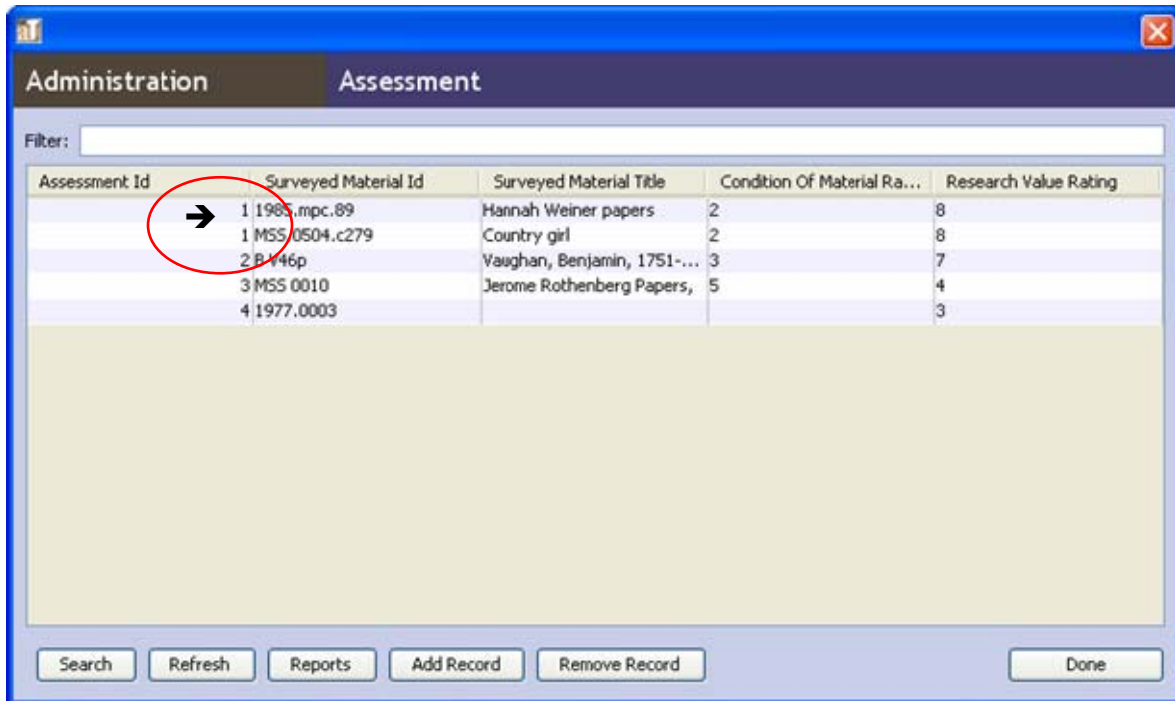 aT
Administration Assessment
Filter:
Assessment Id Surveyed Material Id Surveyed Material Title Condition Of Material Ra... Research Value Rating
1 1985.mpc.89 Hannah Weiner papers 2 8
1 MSS 0504.c279 Country girl 2 8
2 B V46p Vaughan, Benjamin, 1751-... 3 7
3 MSS 0010 Jerome Rothenberg Papers, 5 4
4 1977.0003 3
Search Refresh Reports Add Record Remove Record Done